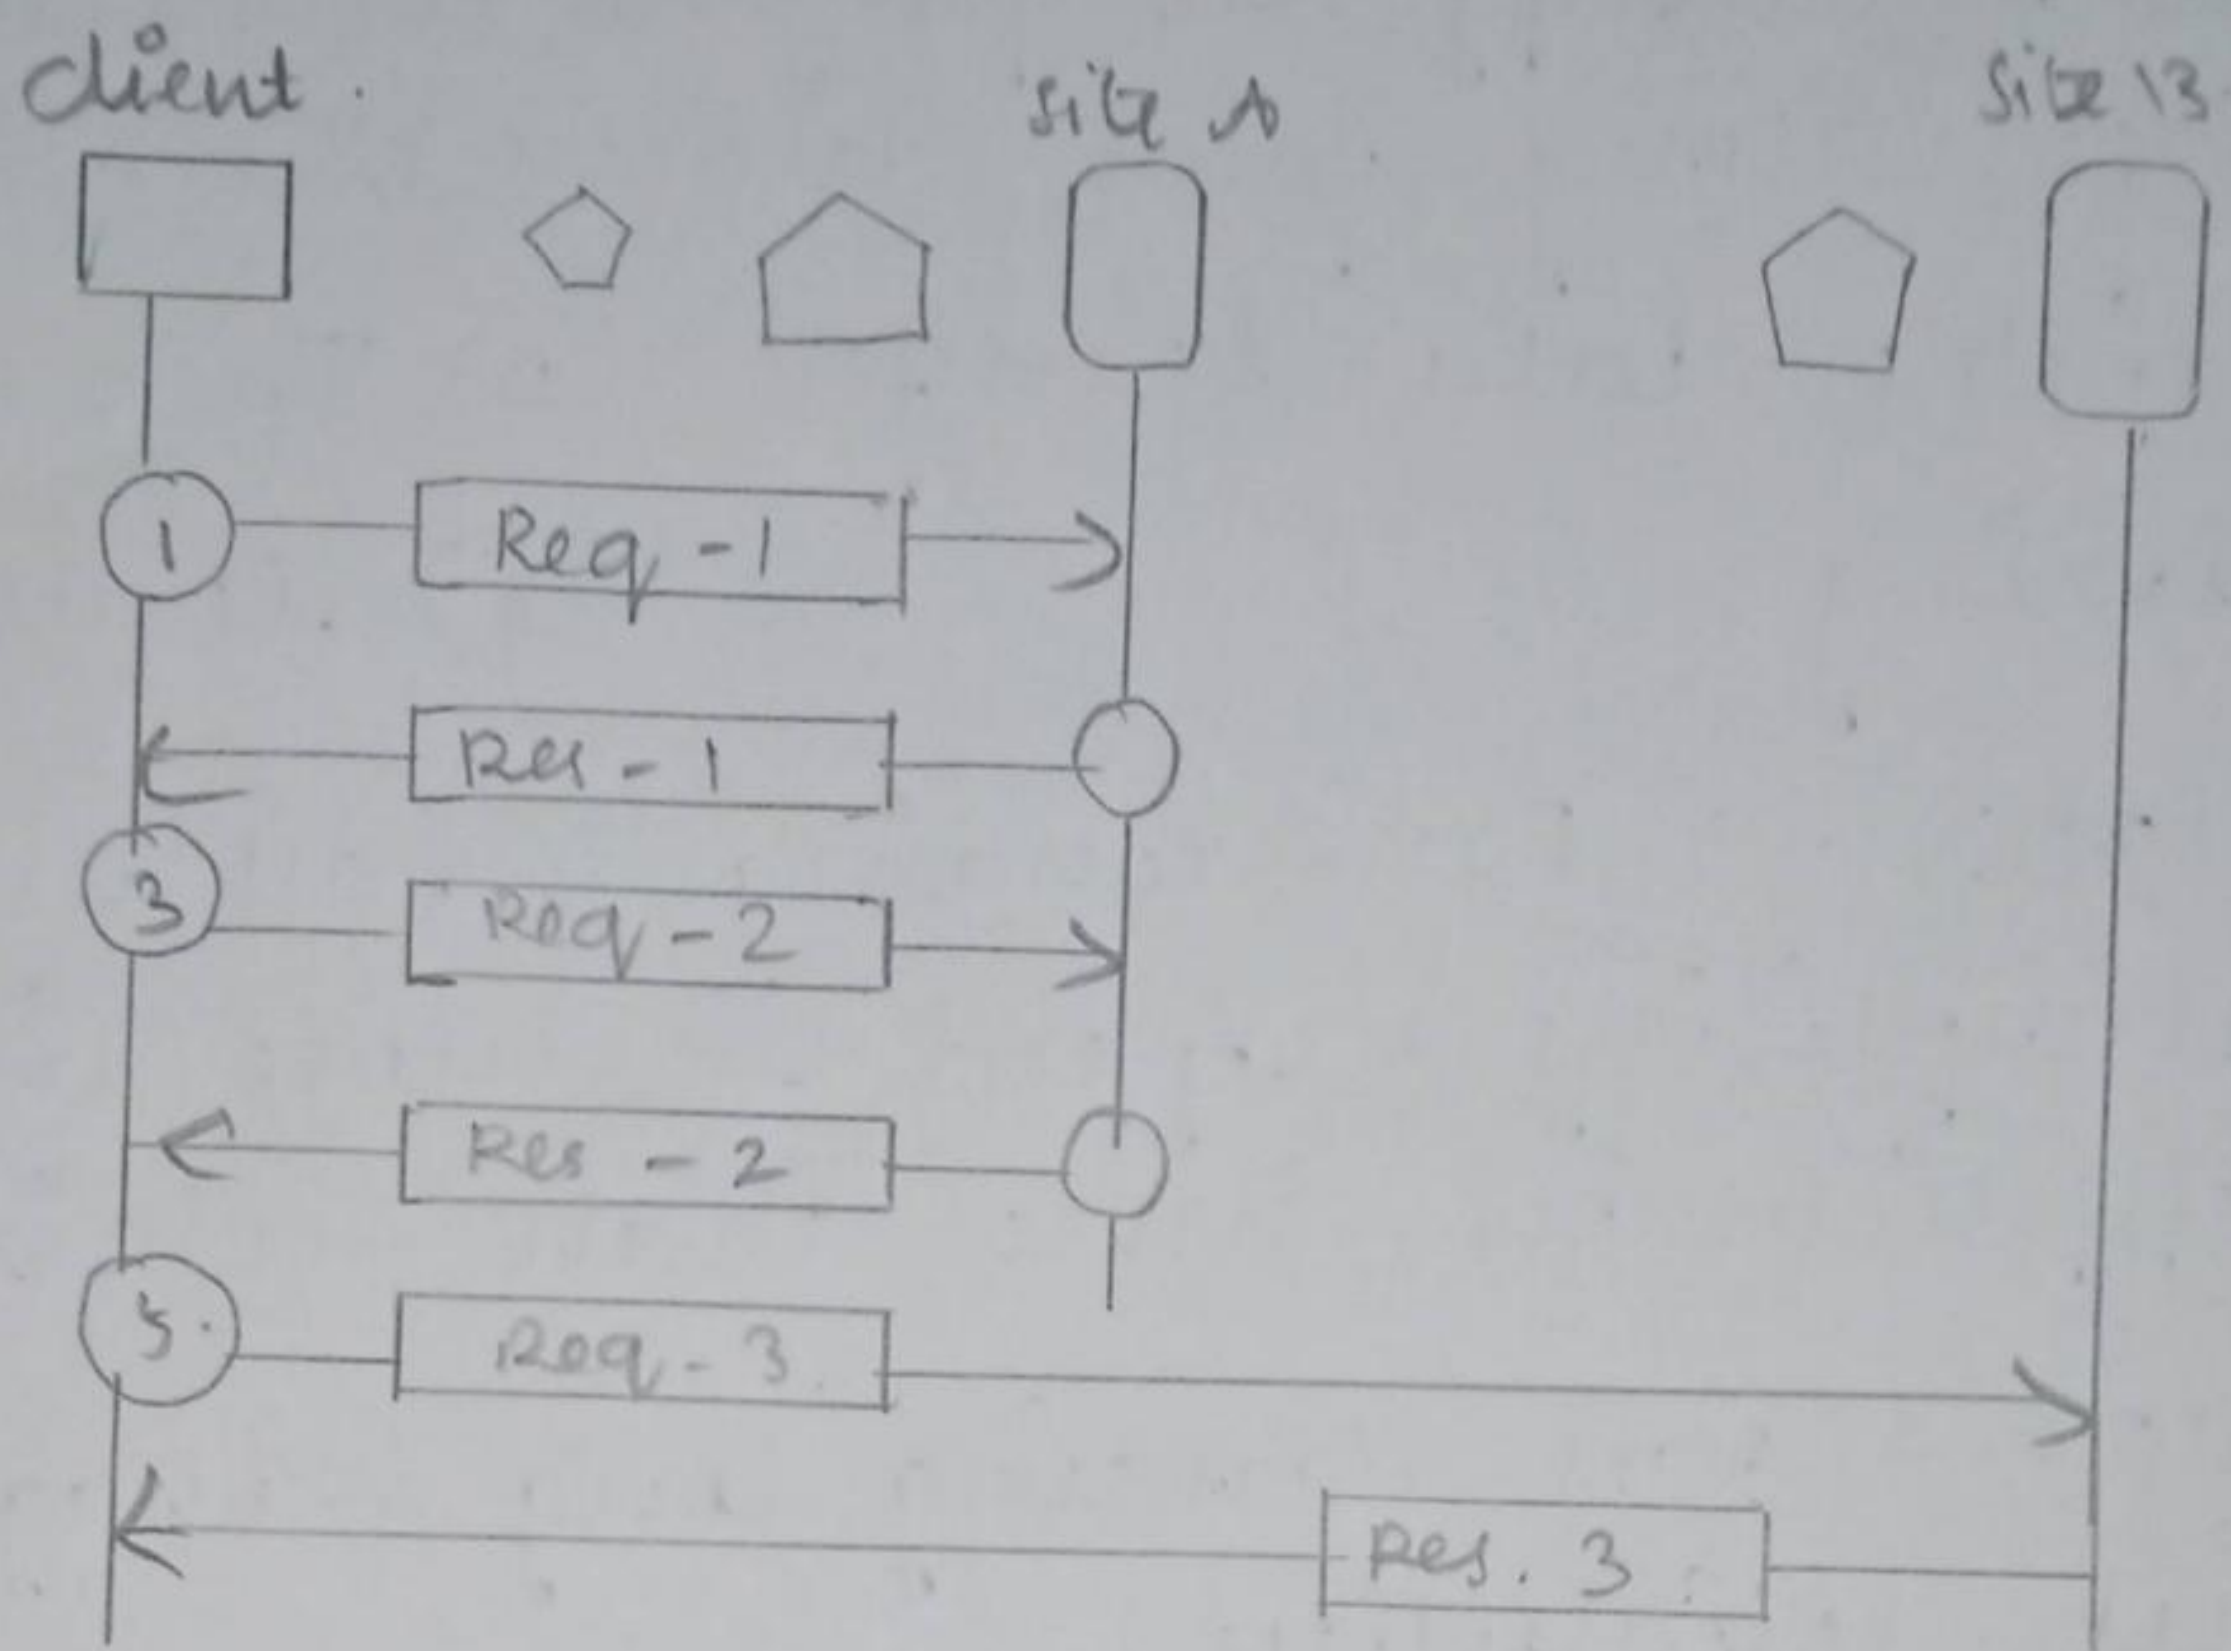 client. site A site B
1 Req-1
Res-1
3 Req-2
Res-2
5. Req-3
Res. 3